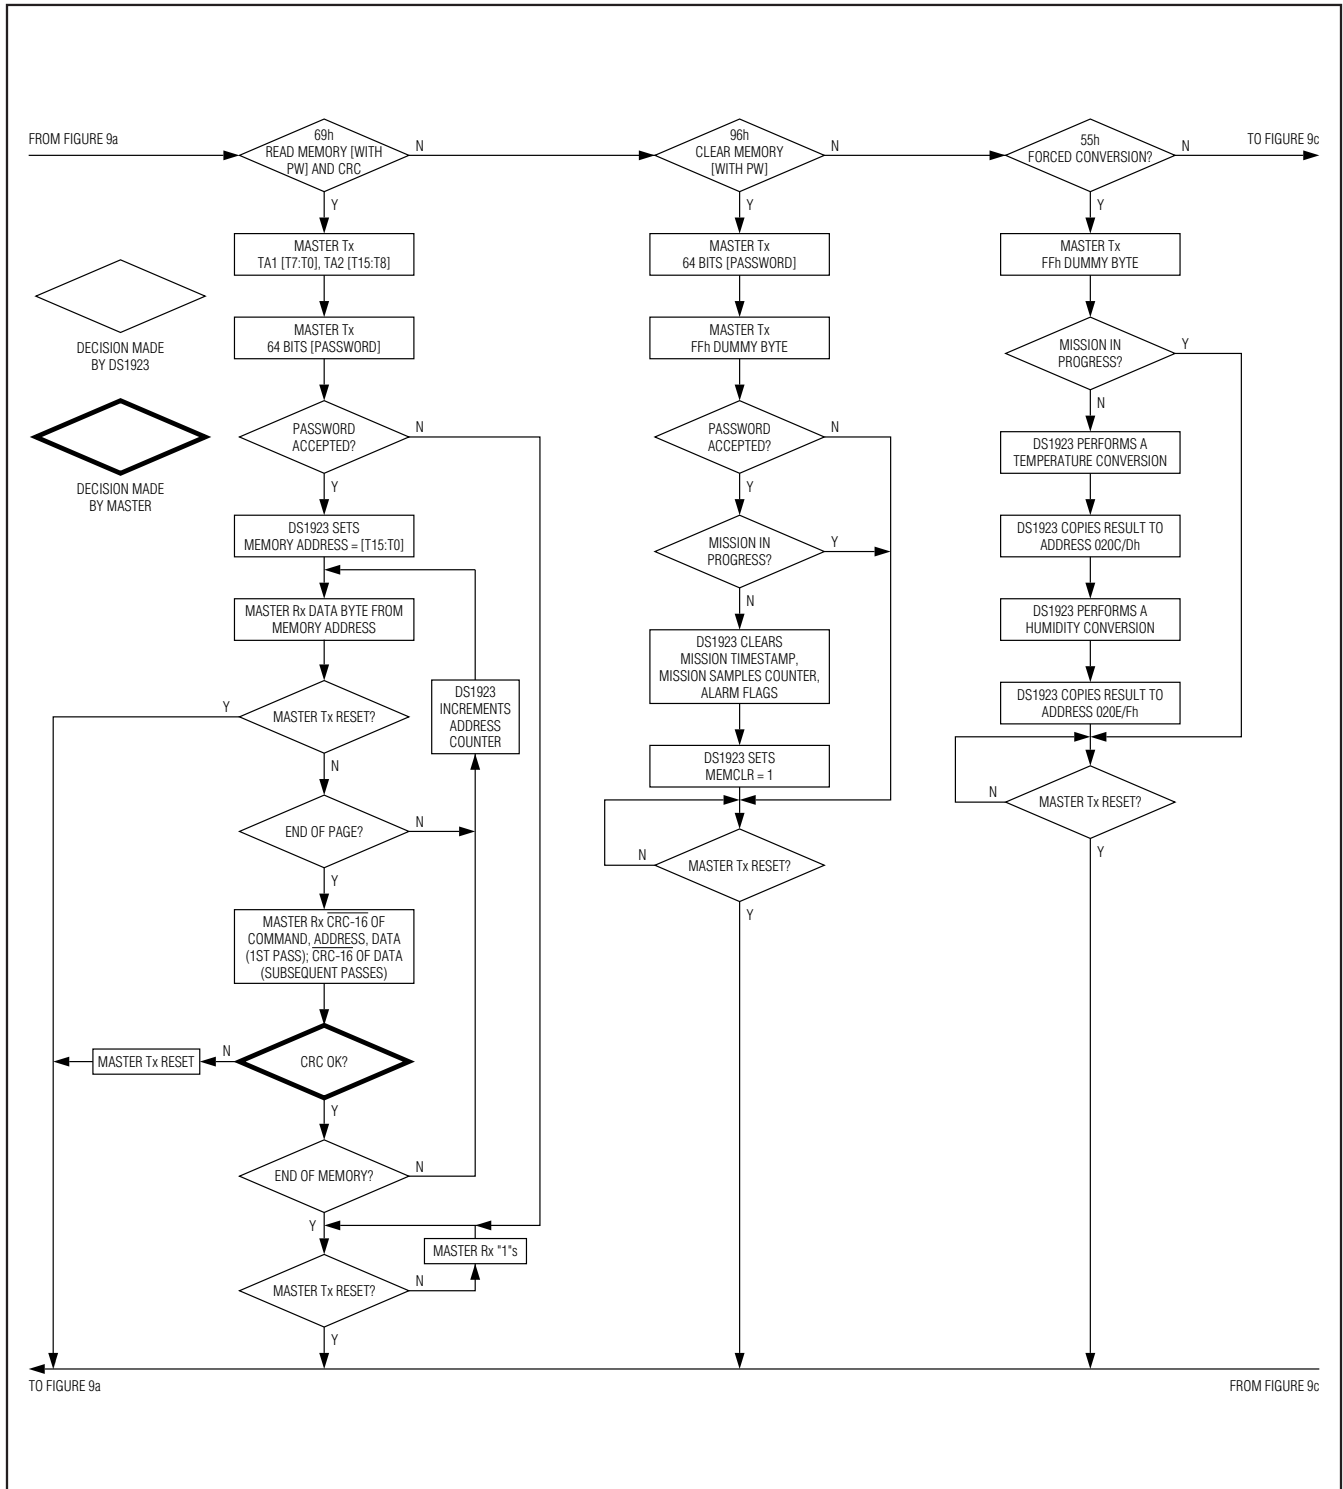 FROM FIGURE 9a
69h
READ MEMORY [WITH
PW] AND CRC
N
Y
MASTER Tx
TA1 [T7:T0], TA2 [T15:T8]
MASTER Tx
64 BITS [PASSWORD]
DECISION MADE
BY DS1923
DECISION MADE
BY MASTER
PASSWORD
ACCEPTED?
N
Y
DS1923 SETS
MEMORY ADDRESS = [T15:T0]
MASTER Rx DATA BYTE FROM
MEMORY ADDRESS
DS1923
INCREMENTS
ADDRESS
COUNTER
Y
MASTER Tx RESET?
N
END OF PAGE?
N
Y
MASTER Rx CRC-16 OF
COMMAND, ADDRESS, DATA
(1ST PASS); CRC-16 OF DATA
(SUBSEQUENT PASSES)
MASTER Tx RESET
N
CRC OK?
Y
END OF MEMORY?
N
Y
MASTER Rx "1"s
MASTER Tx RESET?
N
Y
96h
CLEAR MEMORY
[WITH PW]
N
Y
MASTER Tx
64 BITS [PASSWORD]
MASTER Tx
FFh DUMMY BYTE
PASSWORD
ACCEPTED?
N
Y
MISSION IN
PROGRESS?
Y
N
DS1923 CLEARS
MISSION TIMESTAMP,
MISSION SAMPLES COUNTER,
ALARM FLAGS
DS1923 SETS
MEMCLR = 1
N
MASTER Tx RESET?
Y
55h
FORCED CONVERSION?
N
TO FIGURE 9c
Y
MASTER Tx
FFh DUMMY BYTE
MISSION IN
PROGRESS?
Y
N
DS1923 PERFORMS A
TEMPERATURE CONVERSION
DS1923 COPIES RESULT TO
ADDRESS 020C/Dh
DS1923 PERFORMS A
HUMIDITY CONVERSION
DS1923 COPIES RESULT TO
ADDRESS 020E/Fh
N
MASTER Tx RESET?
Y
TO FIGURE 9a
FROM FIGURE 9c